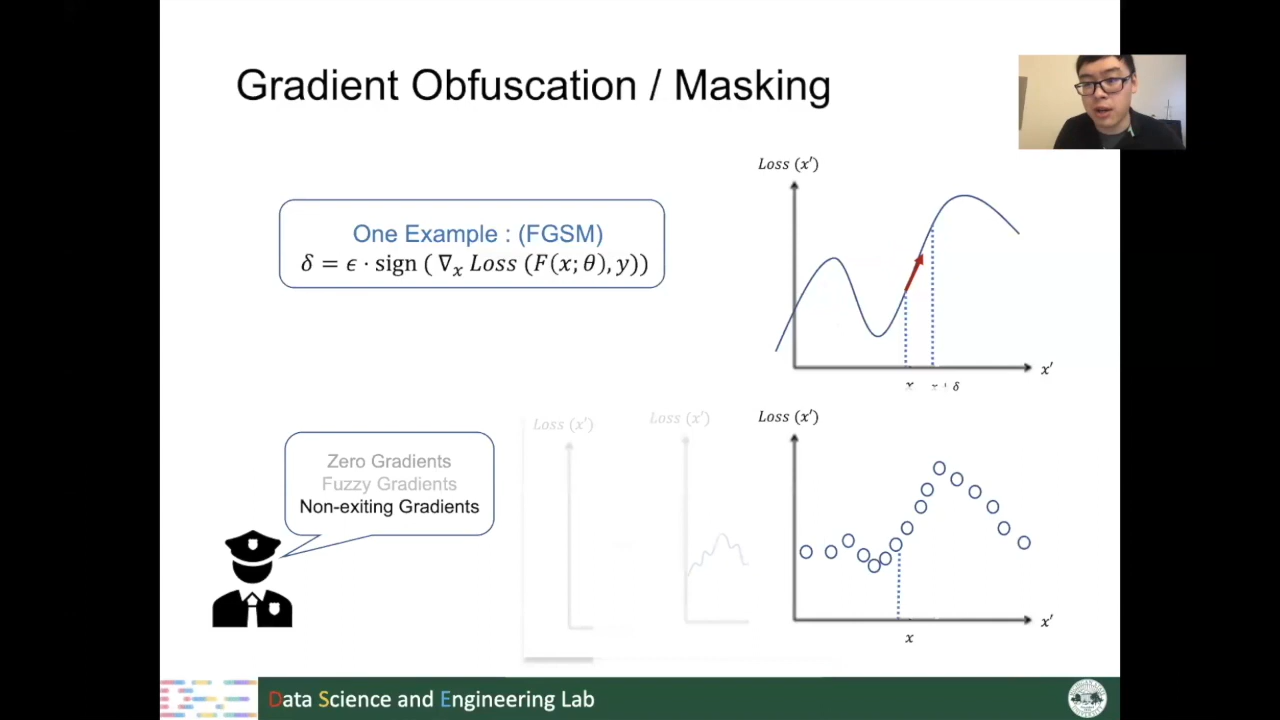 Gradient Obfuscation / Masking
One Example : (FGSM)
δ = ϵ · sign ( ∇ₓ Loss (F(x; θ), y))
Loss (x′)
x′
x
x + δ
Zero Gradients
Fuzzy Gradients
Non-exiting Gradients
Loss (x′)
Loss (x′)
Loss (x′)
x′
x
Data Science and Engineering Lab